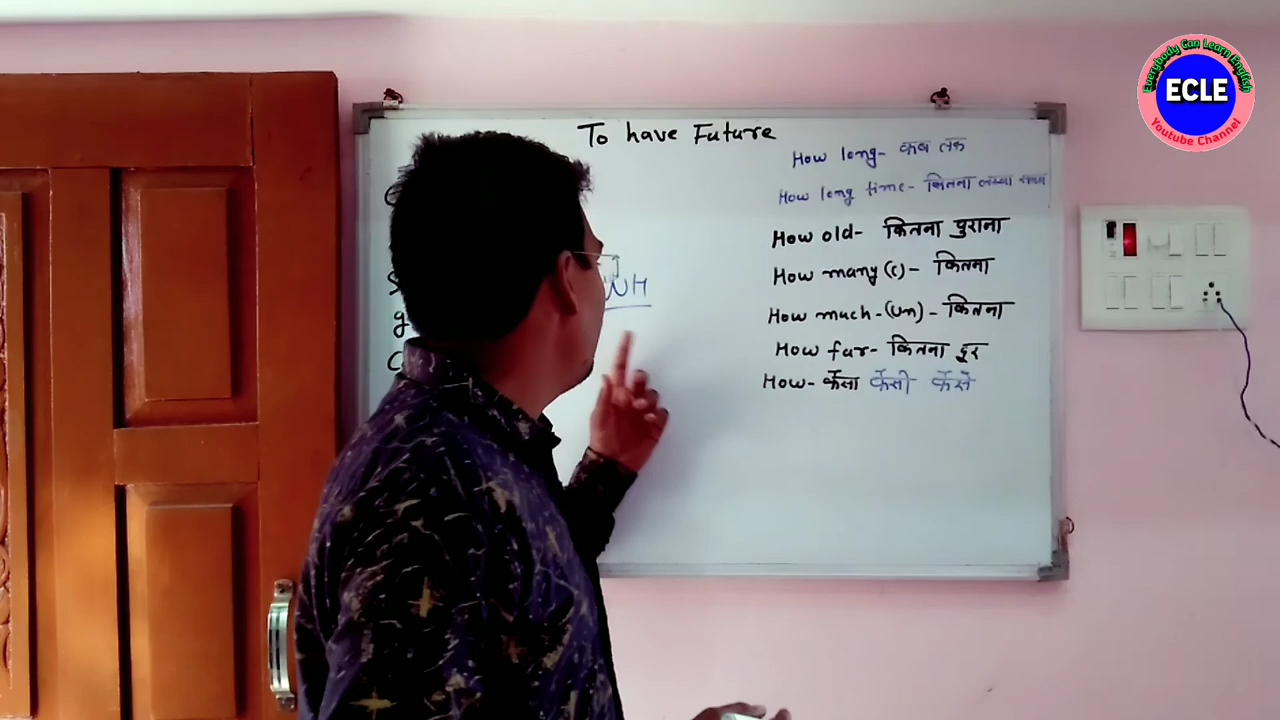 To have Future
How long- कब तक
How long time- कितना लम्बा समय
How old- कितना पुराना
WH
How many (c) - कितना
How much - (un) - कितना
How far- कितना दूर
How- कैसा कैसी कैसे
Everybody Can Learn English
ECLE
Youtube Channel